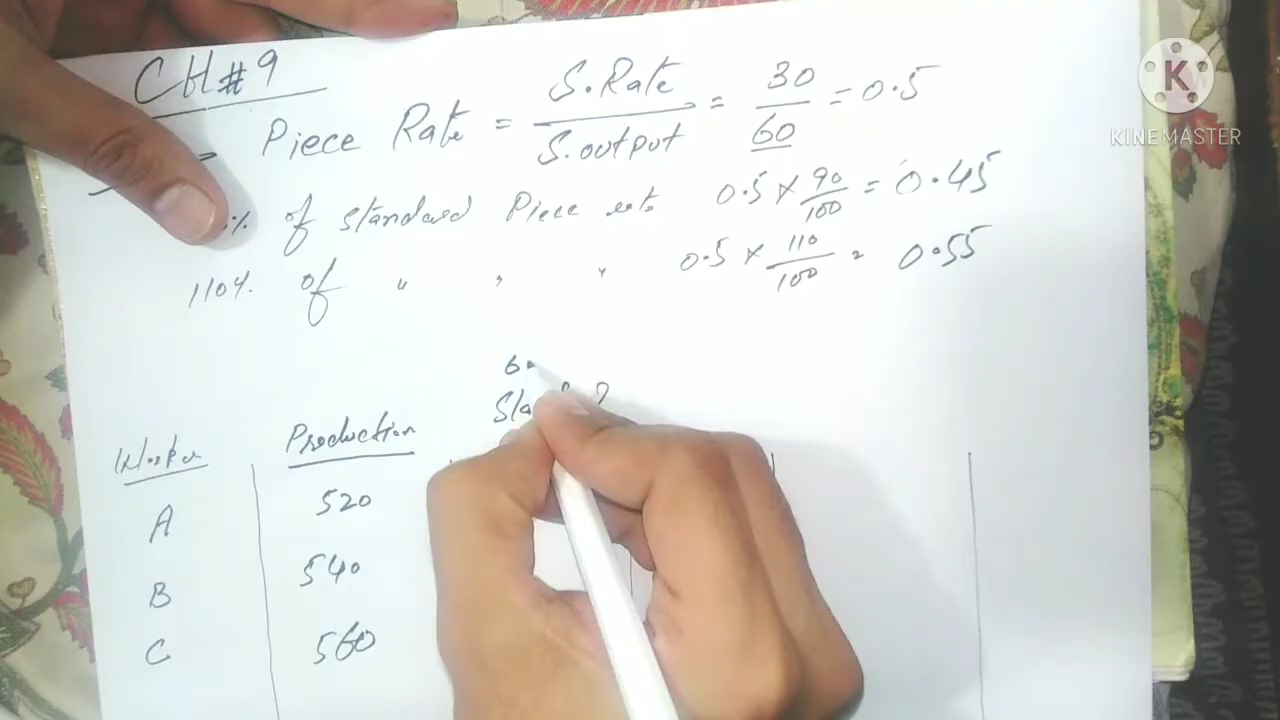 CH#9
Piece Rate = S.Rate / S.output = 30 / 60 = 0.5
% of standard Piece rate 0.5 × 90/100 = 0.45
110% of " " " 0.5 × 110/100 = 0.55
6
Worker Production
A 520
B 540
C 560
K
KINEMASTER